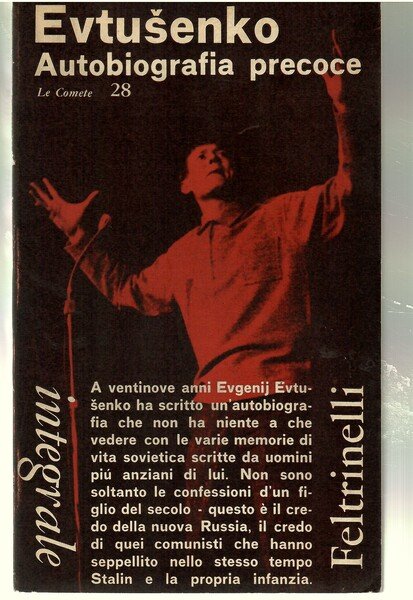 Evtušenko
Autobiografia precoce
Le Comete 28
integrale
A ventinove anni Evgenij Evtu-
šenko ha scritto un'autobiogra-
fia che non ha niente a che
vedere con le varie memorie di
vita sovietica scritte da uomini
piú anziani di lui. Non sono
soltanto le confessioni d'un fi-
glio del secolo - questo è il cre-
do della nuova Russia, il credo
di quei comunisti che hanno
seppellito nello stesso tempo
Stalin e la propria infanzia.
Feltrinelli